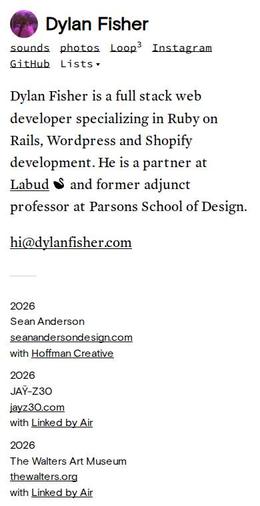 Dylan Fisher
sounds photos Loop³ Instagram
GitHub Lists▾
Dylan Fisher is a full stack web
developer specializing in Ruby on
Rails, Wordpress and Shopify
development. He is a partner at
Labud and former adjunct
professor at Parsons School of Design.
hi@dylanfisher.com
2026
Sean Anderson
seanandersondesign.com
with Hoffman Creative
2026
JAŸ-Z30
jayz30.com
with Linked by Air
2026
The Walters Art Museum
thewalters.org
with Linked by Air